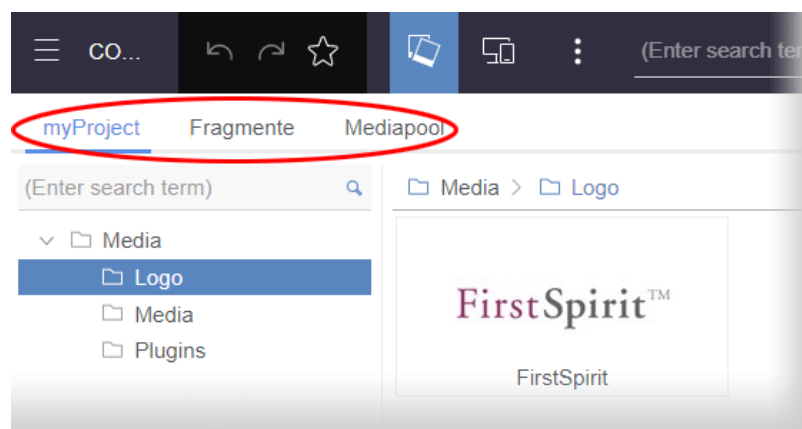 CO... (Enter search ter
myProject Fragmente Mediapool
(Enter search term) Media > Logo
Media
Logo
Media
Plugins
FirstSpirit™
FirstSpirit